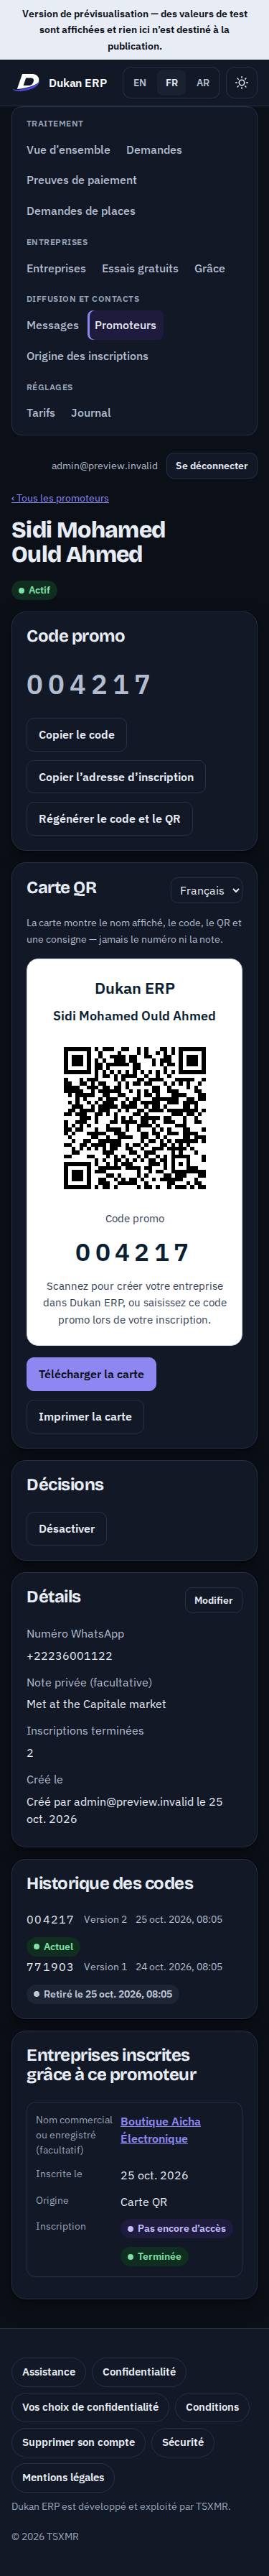 Version de prévisualisation — des valeurs de test
sont affichées et rien ici n'est destiné à la
publication.
Dukan ERP
EN FR AR
TRAITEMENT
Vue d'ensemble Demandes
Preuves de paiement
Demandes de places
ENTREPRISES
Entreprises Essais gratuits Grâce
DIFFUSION ET CONTACTS
Messages Promoteurs
Origine des inscriptions
RÉGLAGES
Tarifs Journal
admin@preview.invalid Se déconnecter
‹ Tous les promoteurs
Sidi Mohamed
Ould Ahmed
Actif
Code promo
004217
Copier le code
Copier l'adresse d'inscription
Régénérer le code et le QR
Carte QR
Français
La carte montre le nom affiché, le code, le QR et
une consigne — jamais le numéro ni la note.
Dukan ERP
Sidi Mohamed Ould Ahmed
Code promo
004217
Scannez pour créer votre entreprise
dans Dukan ERP, ou saisissez ce code
promo lors de votre inscription.
Télécharger la carte
Imprimer la carte
Décisions
Désactiver
Détails
Modifier
Numéro WhatsApp
+22236001122
Note privée (facultative)
Met at the Capitale market
Inscriptions terminées
2
Créé le
Créé par admin@preview.invalid le 25
oct. 2026
Historique des codes
004217 Version 2 25 oct. 2026, 08:05
Actuel
771903 Version 1 24 oct. 2026, 08:05
Retiré le 25 oct. 2026, 08:05
Entreprises inscrites
grâce à ce promoteur
Nom commercial
ou enregistré
(facultatif)
Boutique Aicha
Électronique
Inscrite le 25 oct. 2026
Origine Carte QR
Inscription Pas encore d'accès
Terminée
Assistance Confidentialité
Vos choix de confidentialité Conditions
Supprimer son compte Sécurité
Mentions légales
Dukan ERP est développé et exploité par TSXMR.
© 2026 TSXMR